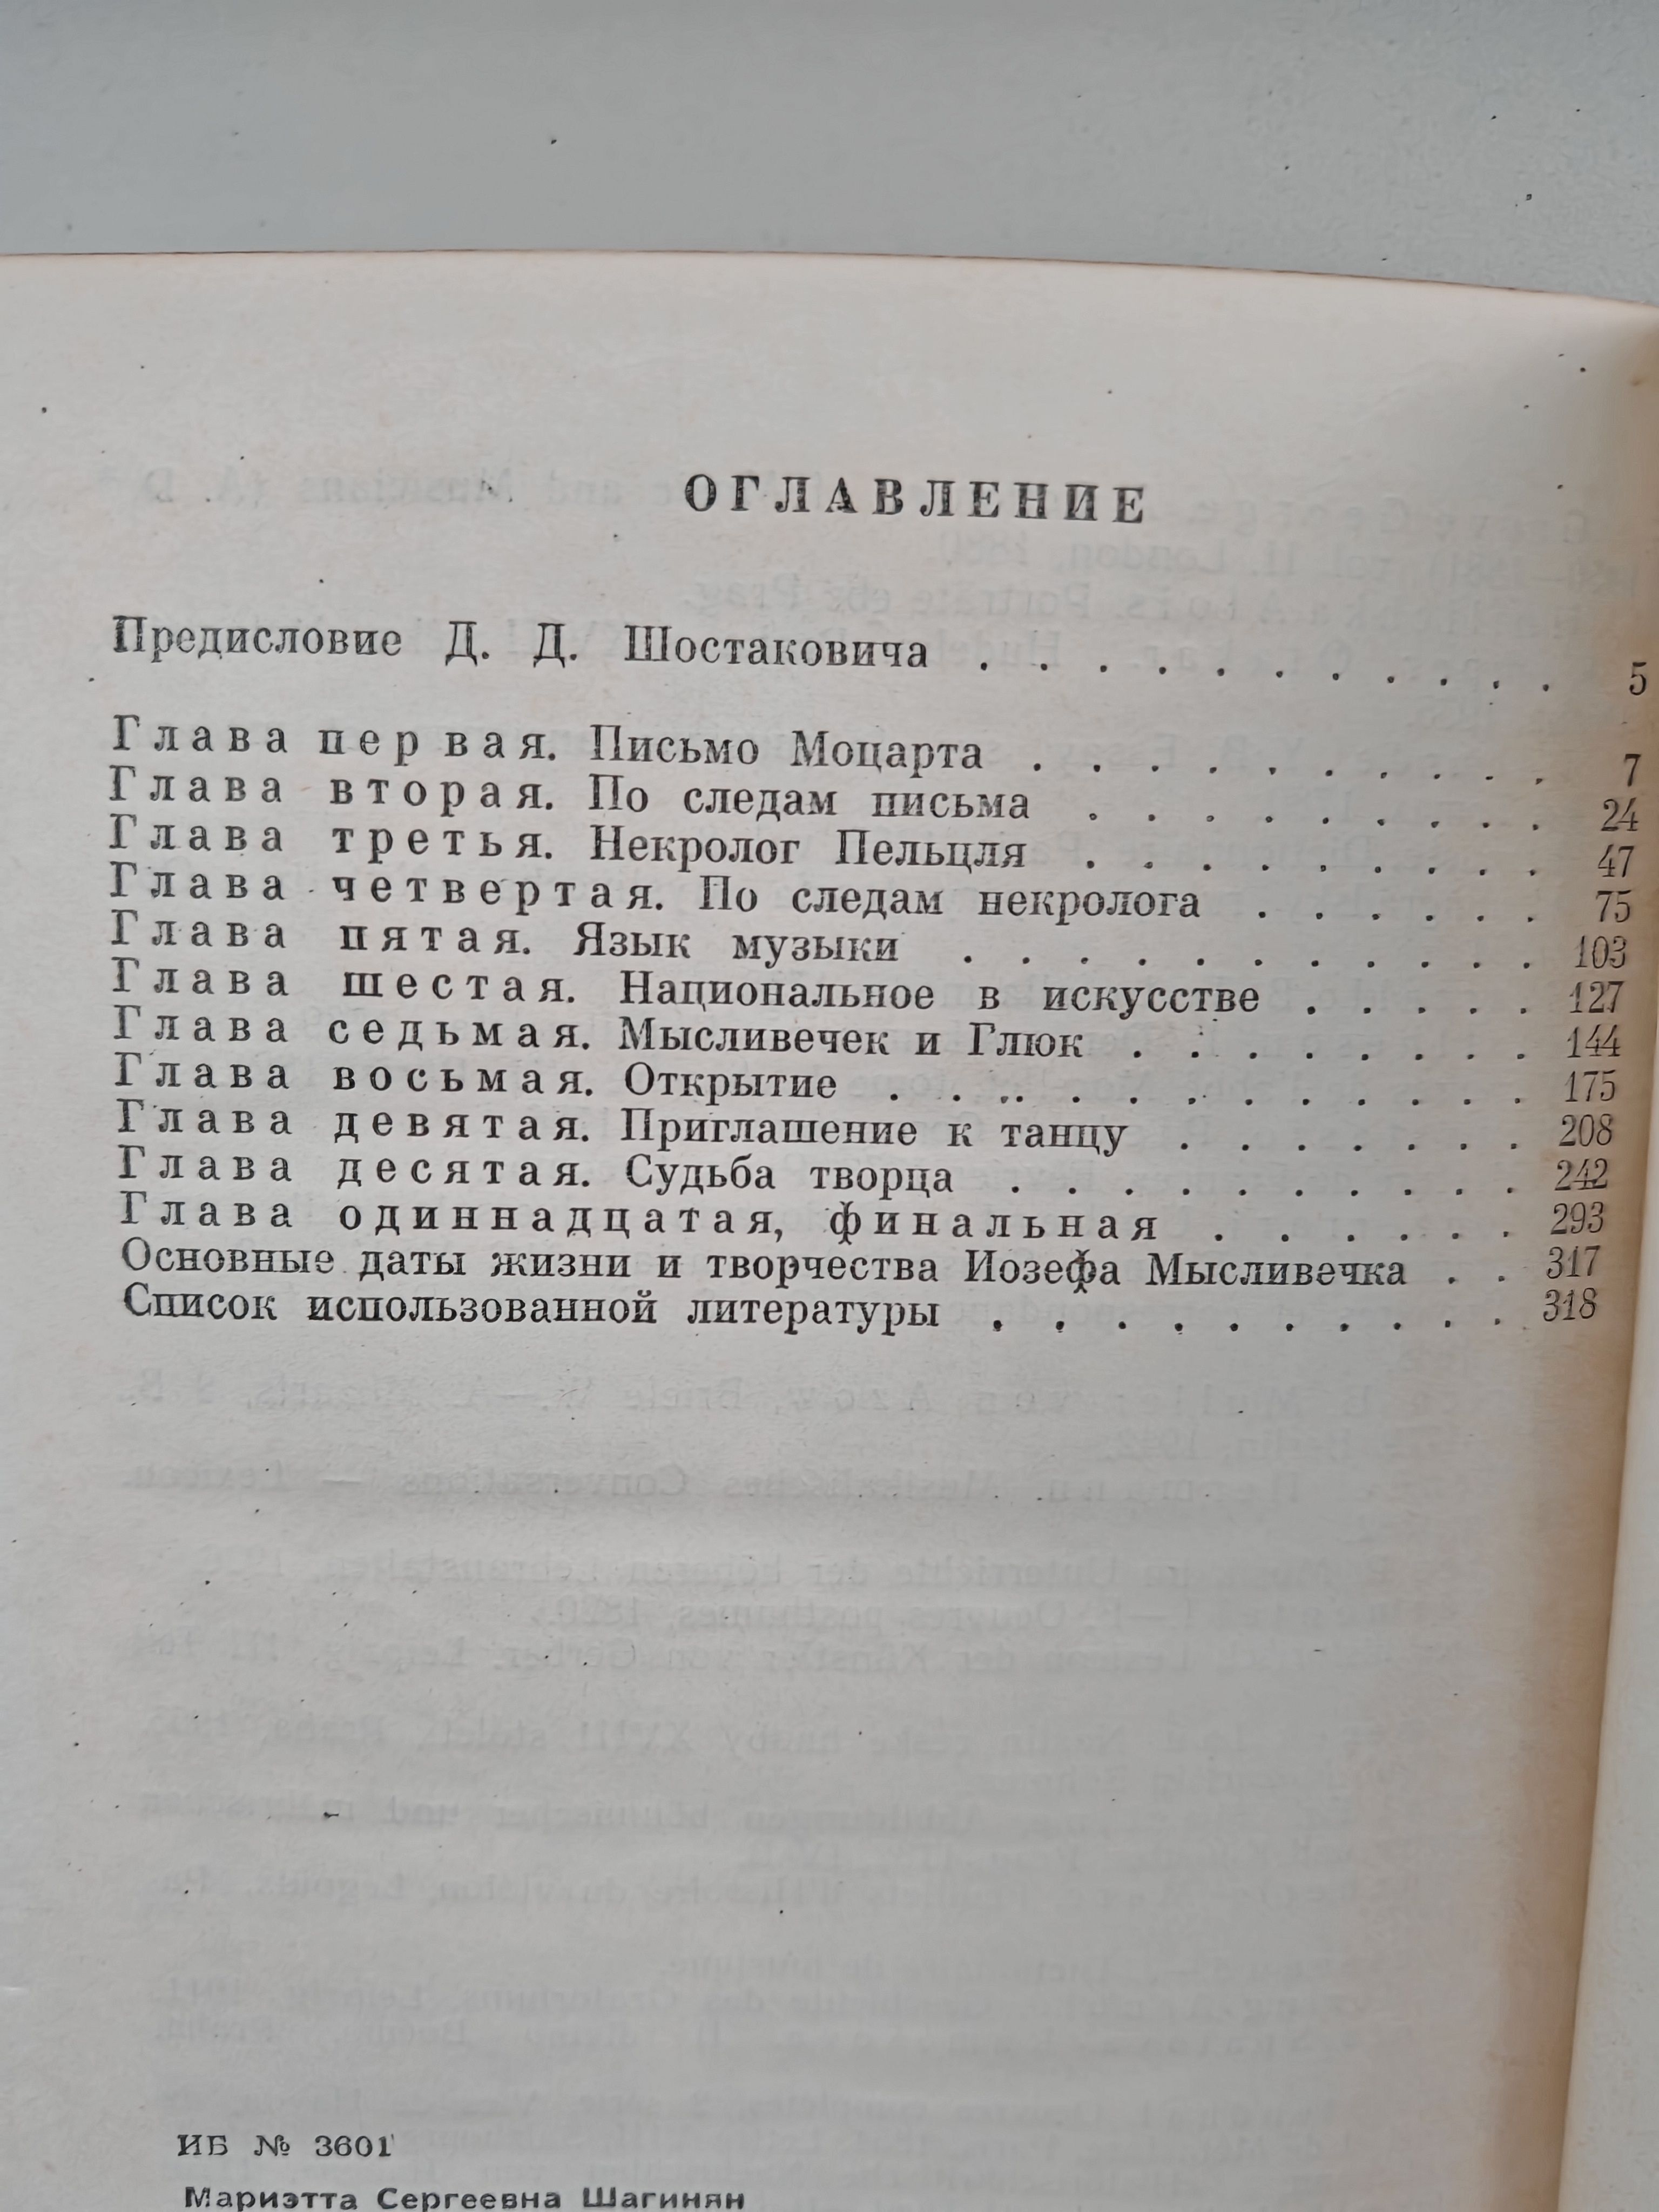 ОГЛАВЛЕНИЕ
Предисловие Д. Д. Шостаковича . . . . . . . . . . 5
Глава первая. Письмо Моцарта . . . . . . . . . 7
Глава вторая. По следам письма . . . . . . . . 24
Глава третья. Некролог Пельцля . . . . . . . . 47
Глава четвертая. По следам некролога . . . . . . 75
Глава пятая. Язык музыки . . . . . . . . . . . 103
Глава шестая. Национальное в искусстве . . . . . 127
Глава седьмая. Мысливечек и Глюк . . . . . . . . 144
Глава восьмая. Открытие . . . . . . . . . . . . 175
Глава девятая. Приглашение к танцу . . . . . . . 208
Глава десятая. Судьба творца . . . . . . . . . . 242
Глава одиннадцатая, финальная . . . . . . 293
Основные даты жизни и творчества Иозефа Мысливечка . . 317
Список использованной литературы . . . . . . . . . . 318
ИБ № 3601
Мариэтта Сергеевна Шагинян